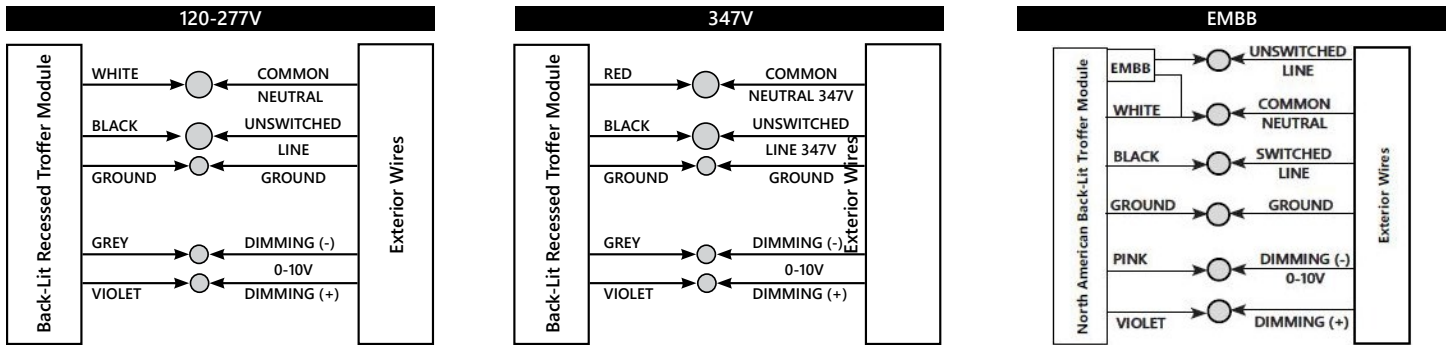 120-277V
Back-Lit Recessed Troffer Module
WHITE
COMMON
NEUTRAL
BLACK
UNSWITCHED
LINE
GROUND
GROUND
GREY
DIMMING (-)
0-10V
VIOLET
DIMMING (+)
Exterior Wires
347V
Back-Lit Recessed Troffer Module
RED
COMMON
NEUTRAL 347V
BLACK
UNSWITCHED
LINE 347V
GROUND
GROUND
GREY
DIMMING (-)
0-10V
VIOLET
DIMMING (+)
Exterior Wires
EMBB
North American Back-Lit Troffer Module
EMBB
UNSWITCHED
LINE
WHITE
COMMON
NEUTRAL
BLACK
SWITCHED
LINE
GROUND
GROUND
PINK
DIMMING (-)
0-10V
VIOLET
DIMMING (+)
Exterior Wires